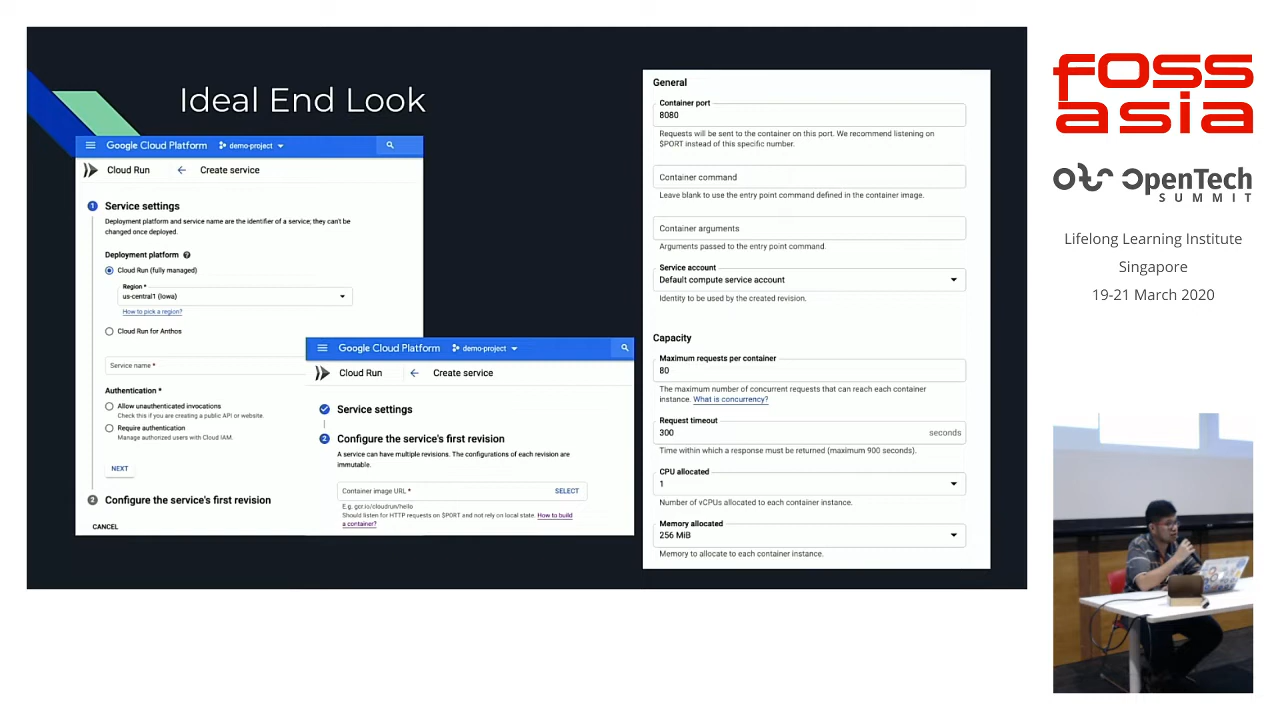 Ideal End Look
Google Cloud Platform demo-project
Cloud Run Create service
1 Service settings
Deployment platform and service name are the identifier of a service; they can't be
changed once deployed.
Deployment platform
Cloud Run (fully managed)
Region *
us-central1 (Iowa)
How to pick a region?
Cloud Run for Anthos
Service name *
Authentication *
Allow unauthenticated invocations
Check this if you are creating a public API or website.
Require authentication
Manage authorized users with Cloud IAM.
NEXT
2 Configure the service's first revision
CANCEL
Google Cloud Platform demo-project
Cloud Run Create service
Service settings
2 Configure the service's first revision
A service can have multiple revisions. The configurations of each revision are
immutable.
Container image URL * SELECT
E.g. gcr.io/cloudrun/hello
Should listen for HTTP requests on $PORT and not rely on local state. How to build
a container?
General
Container port
8080
Requests will be sent to the container on this port. We recommend listening on
$PORT instead of this specific number.
Container command
Leave blank to use the entry point command defined in the container image.
Container arguments
Arguments passed to the entry point command.
Service account
Default compute service account
Identity to be used by the created revision.
Capacity
Maximum requests per container
80
The maximum number of concurrent requests that can reach each container
instance. What is concurrency?
Request timeout
300 seconds
Time within which a response must be returned (maximum 900 seconds).
CPU allocated
1
Number of vCPUs allocated to each container instance.
Memory allocated
256 MiB
Memory to allocate to each container instance.
foss
asia
OpenTech
SUMMIT
Lifelong Learning Institute
Singapore
19-21 March 2020